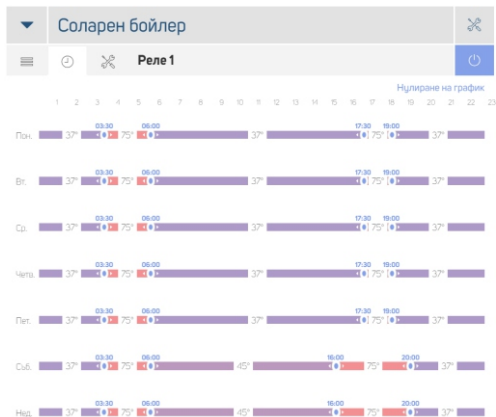 Соларен бойлер
Реле 1
Нулиране на график
1 2 3 4 5 6 7 8 9 10 11 12 13 14 15 16 17 18 19 20 21 22 23
03:30 06:00 17:30 19:00
Пон. 37° 75° 37° 75° 37°
03:30 06:00 17:30 19:00
Вт. 37° 75° 37° 75° 37°
03:30 06:00 17:30 19:00
Ср. 37° 75° 37° 75° 37°
03:30 06:00 17:30 19:00
Четв. 37° 75° 37° 75° 37°
03:30 06:00 17:30 19:00
Пет. 37° 75° 37° 75° 37°
03:30 06:00 16:00 20:00
Съб. 37° 75° 45° 75° 37°
03:30 06:00 16:00 20:00
Нед. 37° 75° 45° 75° 37°